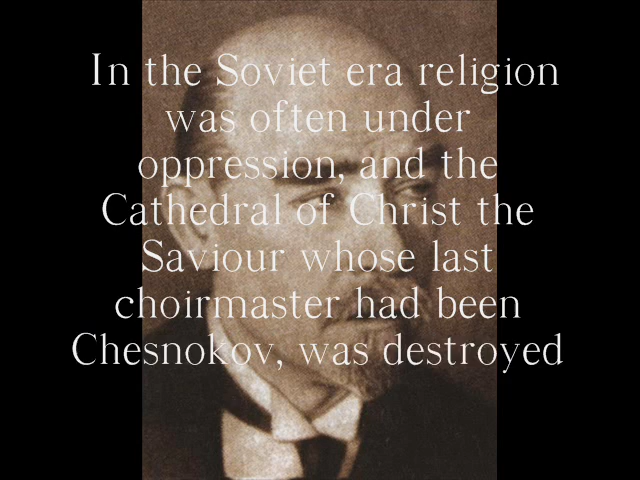 In the Soviet era religion
was often under
oppression, and the
Cathedral of Christ the
Saviour whose last
choirmaster had been
Chesnokov, was destroyed